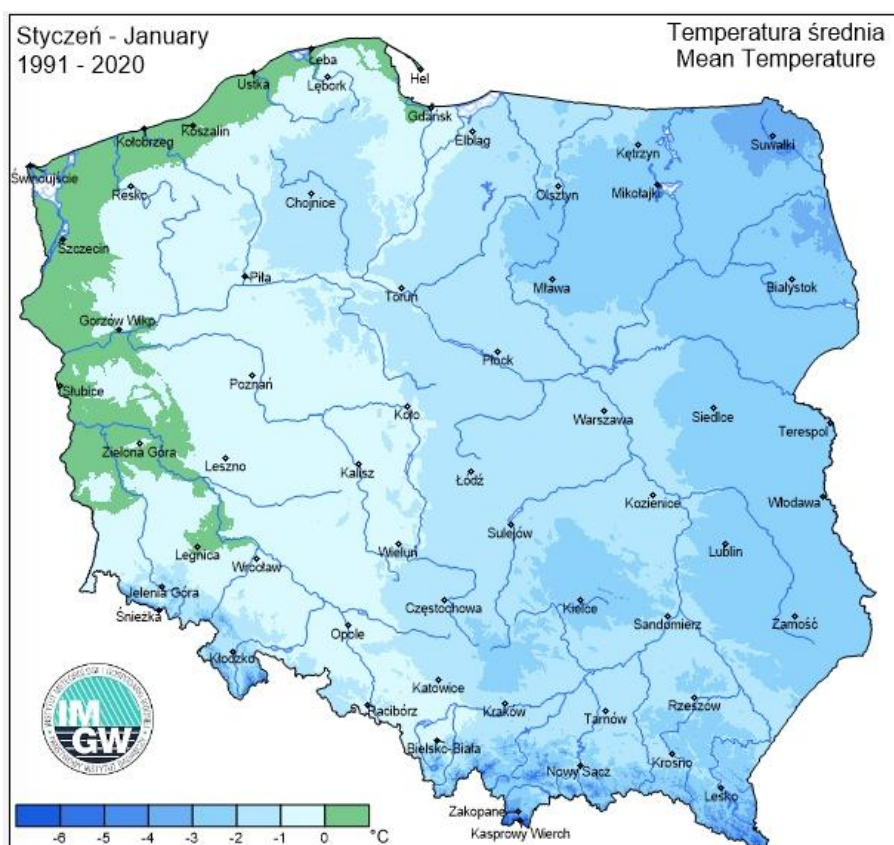 Styczeń - January
1991 - 2020
Temperatura średnia
Mean Temperature
Łeba
Hel
Ustka
Lębork
Gdańsk
Koszalin
Kołobrzeg
Elbląg
Suwałki
Kętrzyn
Świnoujście
Resko
Chojnice
Olsztyn
Mikołajki
Szczecin
Piła
Toruń
Mława
Białystok
Gorzów Wlkp.
Płock
Słubice
Poznań
Koło
Warszawa
Siedlce
Terespol
Zielona Góra
Leszno
Kalisz
Łódź
Kozienice
Włodawa
Sulejów
Legnica
Wrocław
Wieluń
Lublin
Jelenia Góra
Śnieżka
Częstochowa
Kielce
Sandomierz
Zamość
Opole
Kłodzko
Katowice
Racibórz
Kraków
Tarnów
Rzeszów
Bielsko-Biała
Nowy Sącz
Krosno
Lesko
Zakopane
Kasprowy Wierch
IM
GW
-6 -5 -4 -3 -2 -1 0 °C